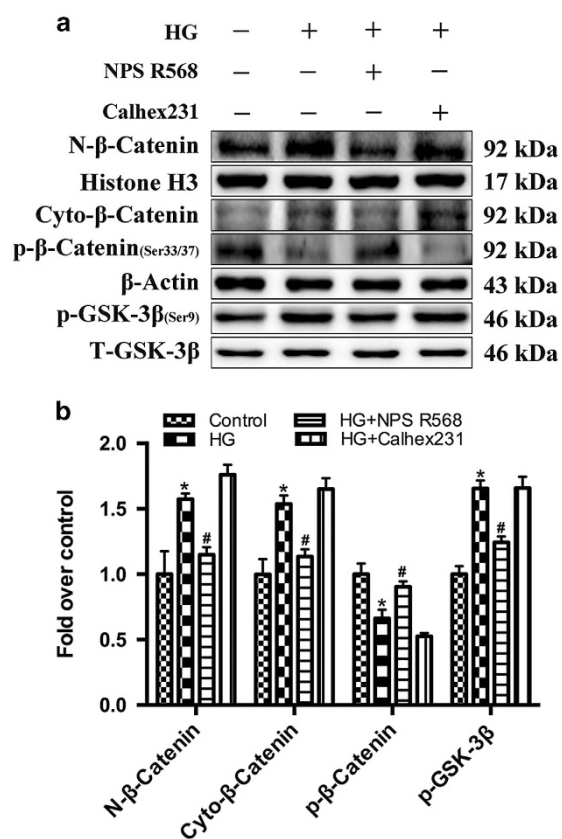 a
HG − + + +
NPS R568 − − + −
Calhex231 − − − +
N-β-Catenin 92 kDa
Histone H3 17 kDa
Cyto-β-Catenin 92 kDa
p-β-Catenin(Ser33/37) 92 kDa
β-Actin 43 kDa
p-GSK-3β(Ser9) 46 kDa
T-GSK-3β 46 kDa
b
Control HG+NPS R568
HG HG+Calhex231
Fold over control
2.0
1.5
1.0
0.5
0.0
* # * # * # * #
N-β-Catenin
Cyto-β-Catenin
p-β-Catenin
p-GSK-3β